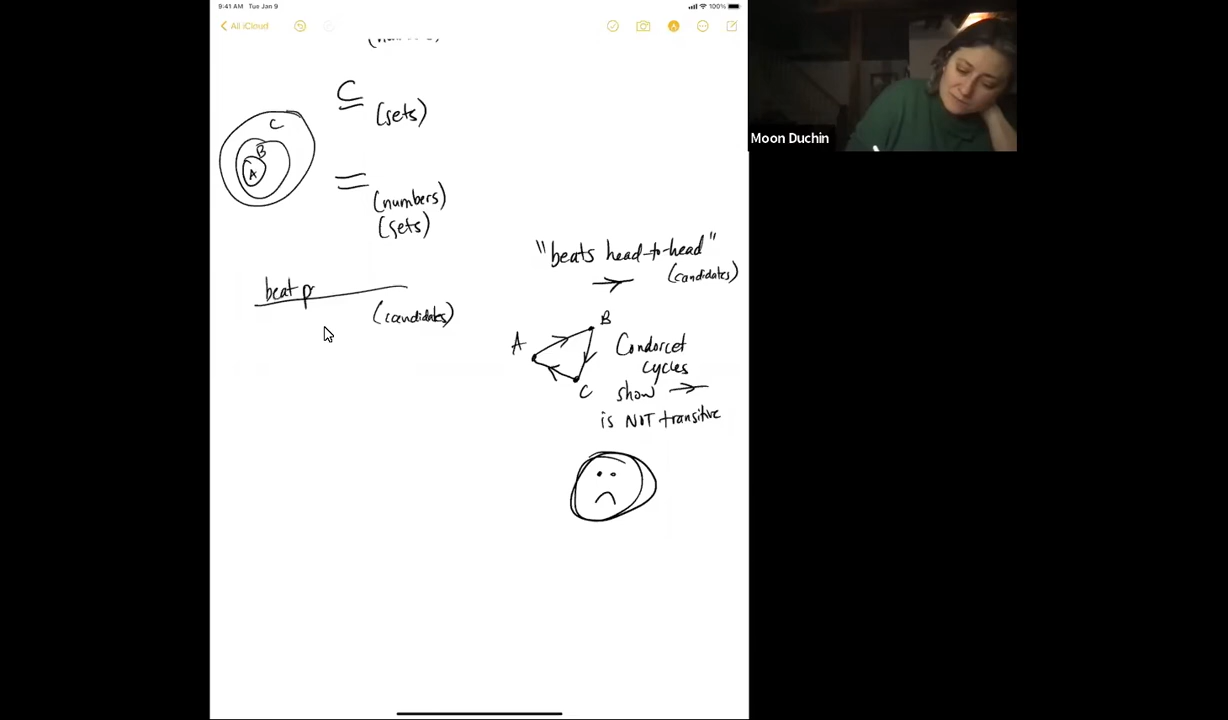 9:41 AM Tue Jan 9
100%
All iCloud
Moon Duchin
⊆
(sets)
C
B
A
=
(numbers)
(sets)
"beats head-to-head"
→ (candidates)
beat p
(candidates)
A
B
C
Condorcet
cycles
show →
is NOT transitive